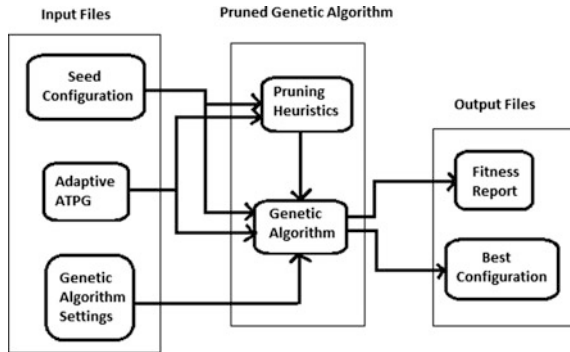 Input Files
Pruned Genetic Algorithm
Seed
Configuration
Pruning
Heuristics
Output Files
Adaptive
ATPG
Fitness
Report
Genetic
Algorithm
Genetic
Algorithm
Settings
Best
Configuration